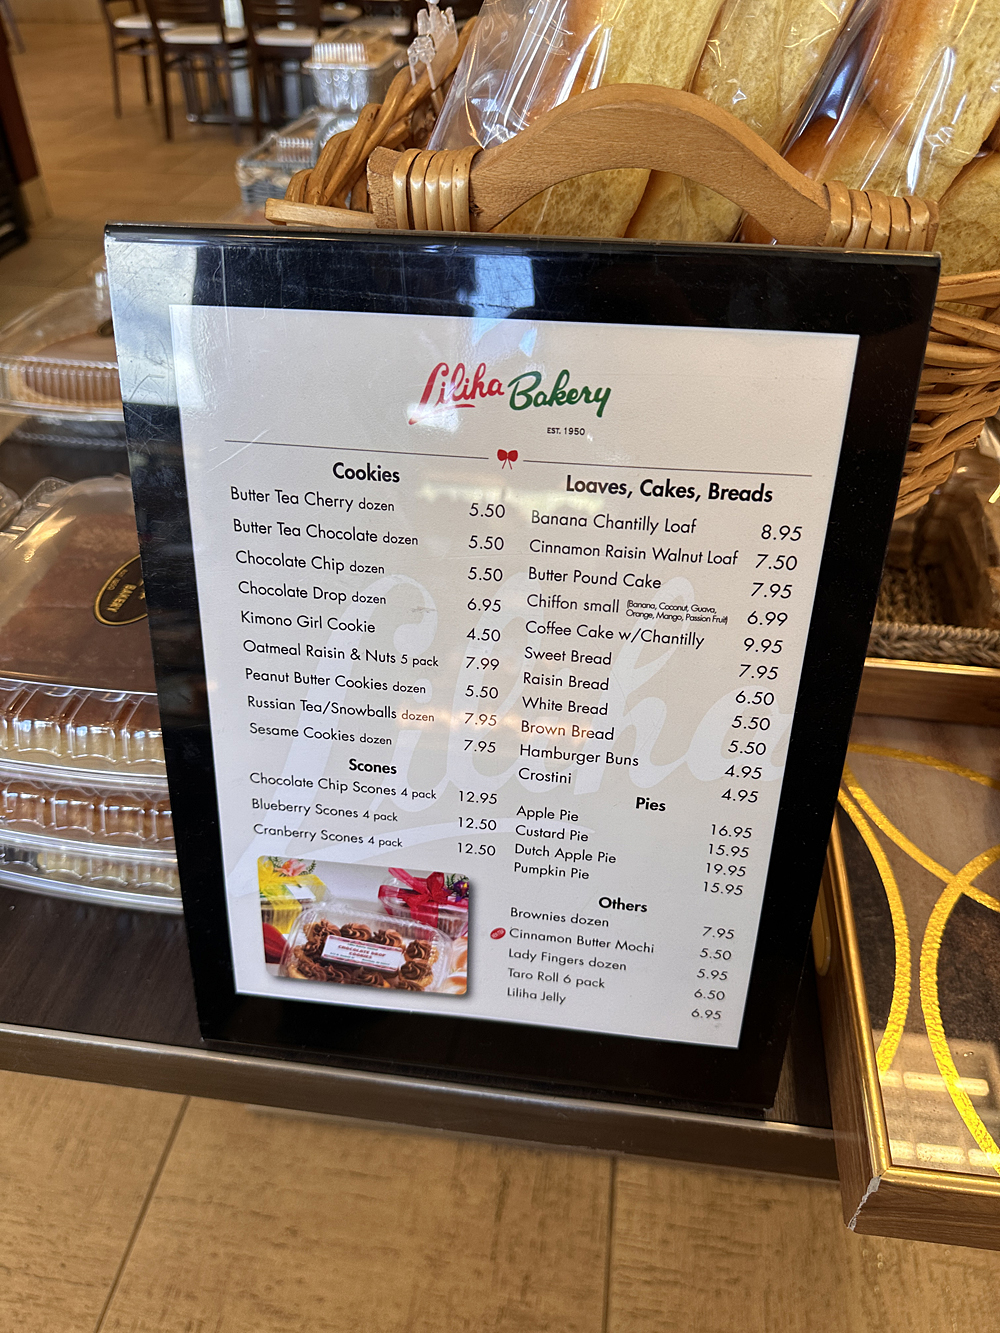 Liliha Bakery
EST. 1950
Cookies
Butter Tea Cherry dozen 5.50
Butter Tea Chocolate dozen 5.50
Chocolate Chip dozen 5.50
Chocolate Drop dozen 6.95
Kimono Girl Cookie 4.50
Oatmeal Raisin & Nuts 5 pack 7.99
Peanut Butter Cookies dozen 5.50
Russian Tea/Snowballs dozen 7.95
Sesame Cookies dozen 7.95
Scones
Chocolate Chip Scones 4 pack 12.95
Blueberry Scones 4 pack 12.50
Cranberry Scones 4 pack 12.50
CHOCOLATE DROP
COOKIES
Loaves, Cakes, Breads
Banana Chantilly Loaf 8.95
Cinnamon Raisin Walnut Loaf 7.50
Butter Pound Cake 7.95
Chiffon small (Banana, Coconut, Guava, Orange, Mango, Passion Fruit) 6.99
Coffee Cake w/Chantilly 9.95
Sweet Bread 7.95
Raisin Bread 6.50
White Bread 5.50
Brown Bread 5.50
Hamburger Buns 4.95
Crostini 4.95
Pies
Apple Pie 16.95
Custard Pie 15.95
Dutch Apple Pie 19.95
Pumpkin Pie 15.95
Others
Brownies dozen 7.95
Cinnamon Butter Mochi 5.50
Lady Fingers dozen 5.95
Taro Roll 6 pack 6.50
Liliha Jelly 6.95
Liliha
BAKERY